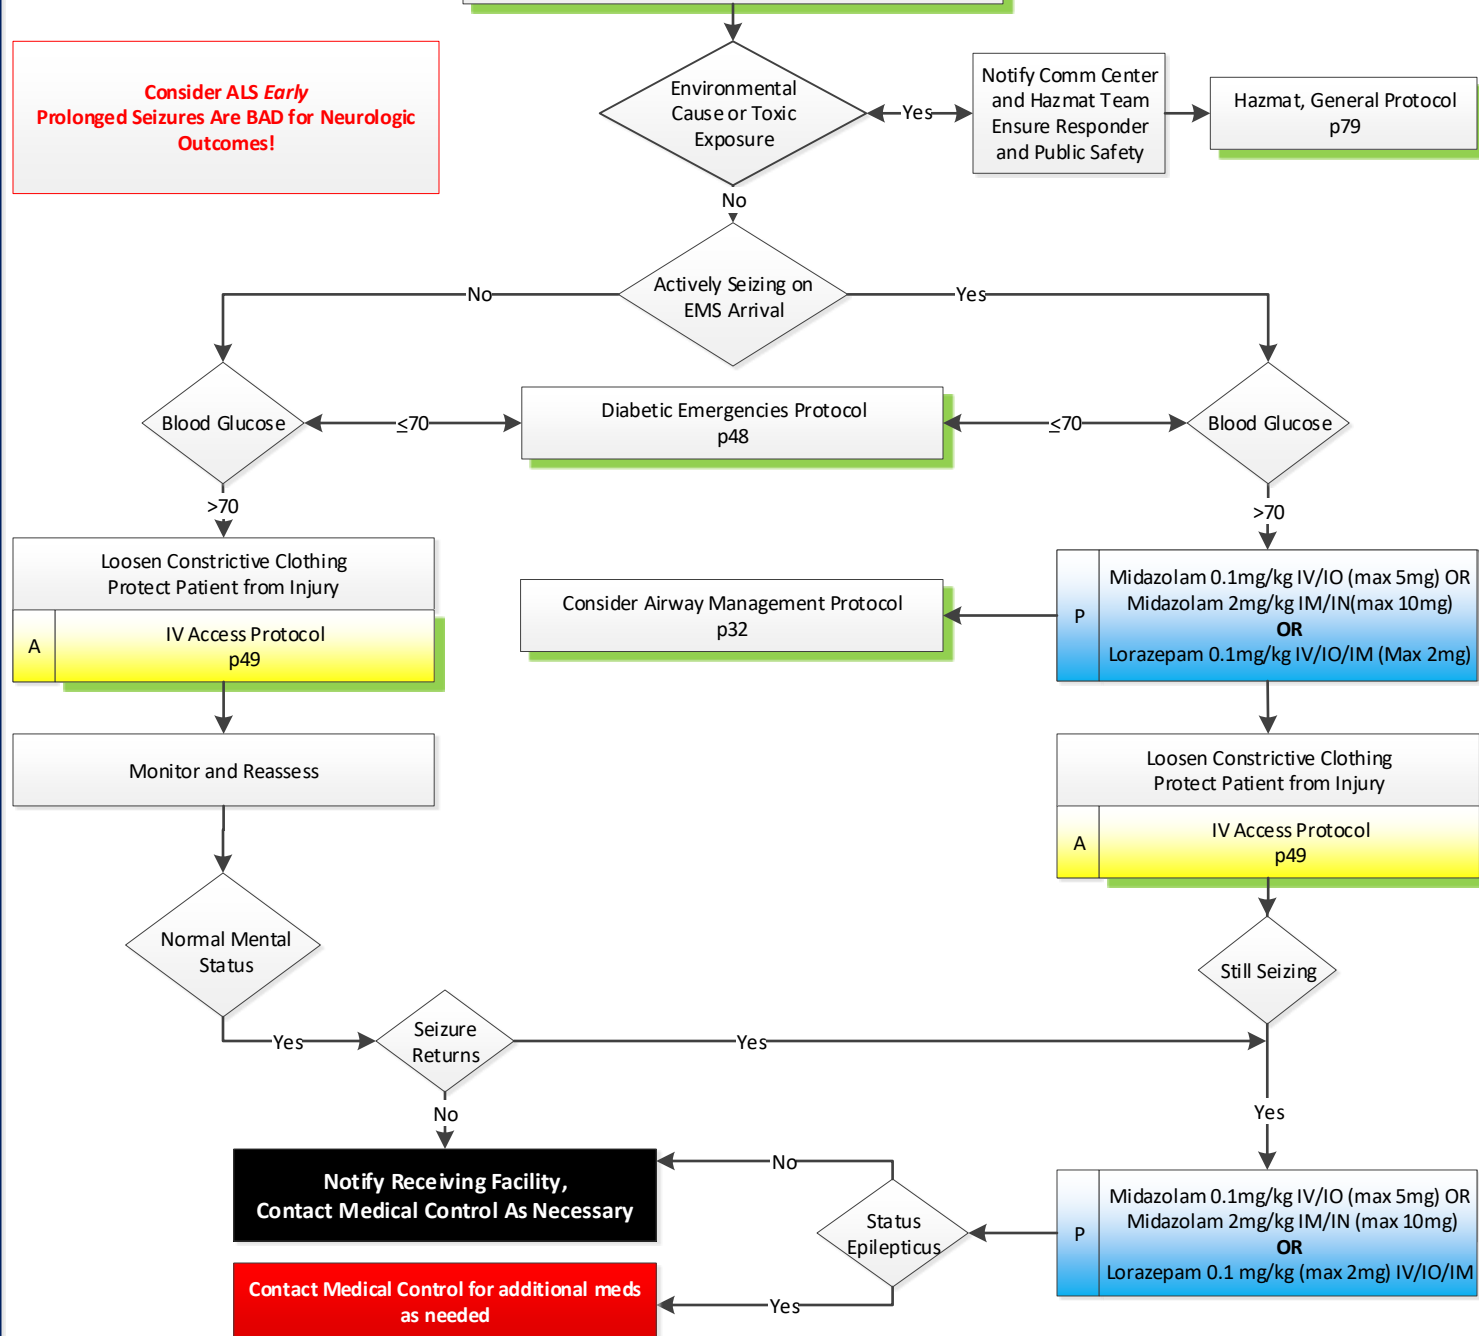 Consider ALS Early
Prolonged Seizures Are BAD for Neurologic
Outcomes!
Environmental
Cause or Toxic
Exposure
Yes
Notify Comm Center
and Hazmat Team
Ensure Responder
and Public Safety
Hazmat, General Protocol
p79
No
Actively Seizing on
EMS Arrival
No
Yes
Blood Glucose
≤70
Diabetic Emergencies Protocol
p48
≤70
Blood Glucose
>70
>70
Loosen Constrictive Clothing
Protect Patient from Injury
A
IV Access Protocol
p49
Consider Airway Management Protocol
p32
P
Midazolam 0.1mg/kg IV/IO (max 5mg) OR
Midazolam 2mg/kg IM/IN(max 10mg)
OR
Lorazepam 0.1mg/kg IV/IO/IM (Max 2mg)
Monitor and Reassess
Loosen Constrictive Clothing
Protect Patient from Injury
A
IV Access Protocol
p49
Normal Mental
Status
Still Seizing
Yes
Seizure
Returns
Yes
No
Yes
Notify Receiving Facility,
Contact Medical Control As Necessary
No
Status
Epilepticus
P
Midazolam 0.1mg/kg IV/IO (max 5mg) OR
Midazolam 2mg/kg IM/IN (max 10mg)
OR
Lorazepam 0.1 mg/kg (max 2mg) IV/IO/IM
Contact Medical Control for additional meds
as needed
Yes